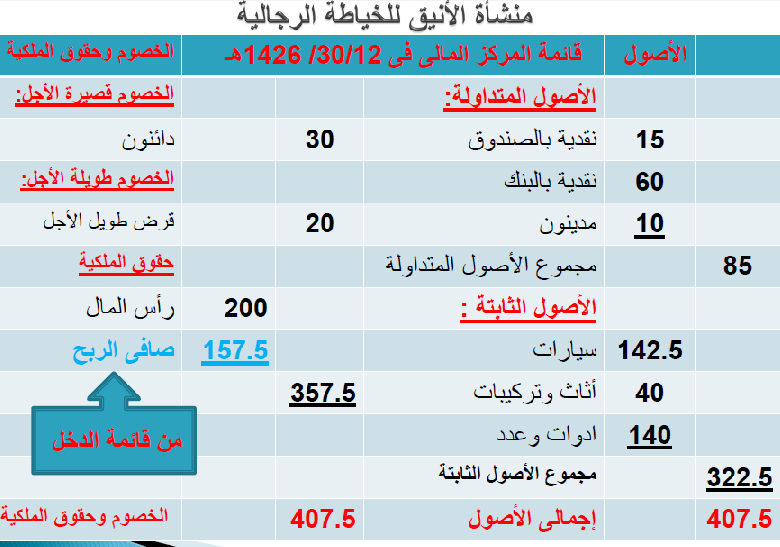 منشأة الأنيق للخياطة الرجالية
الأصول قائمة المركز المالى فى 30/12/ 1426هـ الخصوم وحقوق الملكية
الأصول المتداولة: الخصوم قصيرة الأجل:
15 نقدية بالصندوق 30 دائنون
60 نقدية بالبنك الخصوم طويلة الأجل:
10 مدينون 20 قرض طويل الأجل
85 مجموع الأصول المتداولة حقوق الملكية
الأصول الثابتة : 200 رأس المال
142.5 سيارات 157.5 صافى الربح
40 أثاث وتركيبات 357.5
140 ادوات وعدد من قائمة الدخل
322.5 مجموع الأصول الثابتة
407.5 إجمالى الأصول 407.5 الخصوم وحقوق الملكية